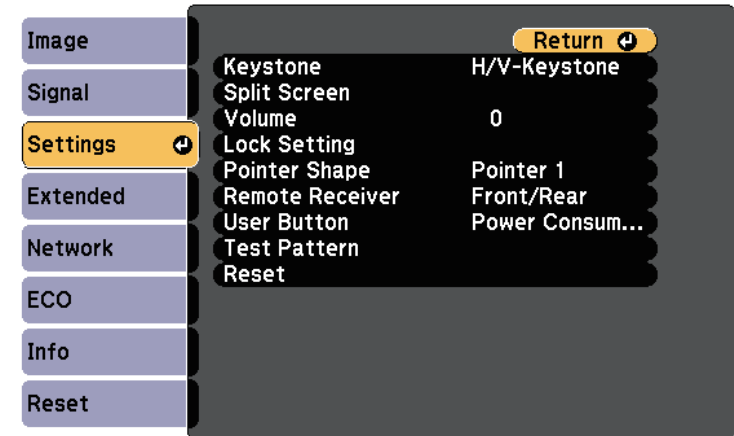 Image
Signal
Settings
Extended
Network
ECO
Info
Reset
Return
Keystone H/V-Keystone
Split Screen
Volume 0
Lock Setting
Pointer Shape Pointer 1
Remote Receiver Front/Rear
User Button Power Consum...
Test Pattern
Reset